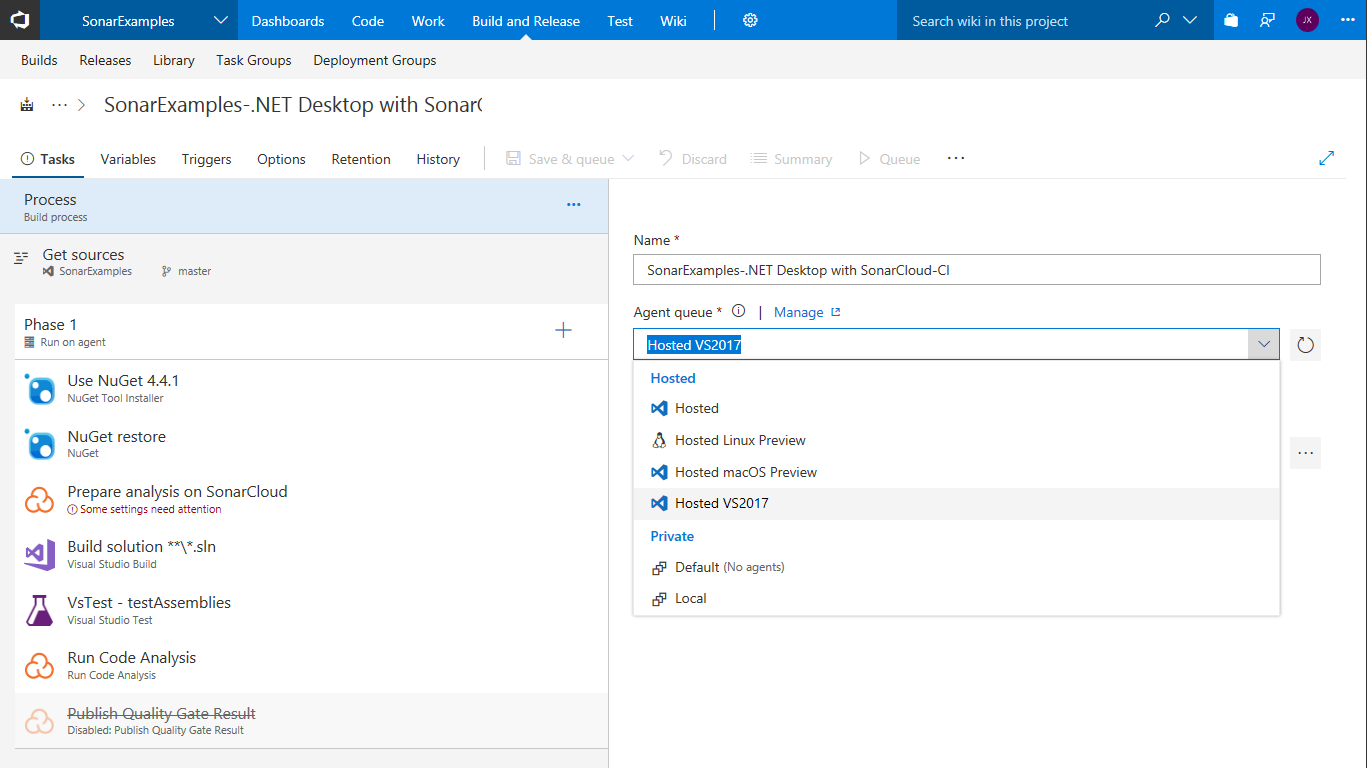 SonarExamples Dashboards Code Work Build and Release Test Wiki Search wiki in this project JX
Builds Releases Library Task Groups Deployment Groups
SonarExamples-.NET Desktop with Sonar
Tasks Variables Triggers Options Retention History Save & queue Discard Summary Queue
Process
Build process
Get sources
SonarExamples master
Phase 1
Run on agent
Use NuGet 4.4.1
NuGet Tool Installer
NuGet restore
NuGet
Prepare analysis on SonarCloud
Some settings need attention
Build solution **\*.sln
Visual Studio Build
VsTest - testAssemblies
Visual Studio Test
Run Code Analysis
Run Code Analysis
Publish Quality Gate Result
Disabled: Publish Quality Gate Result
Name *
SonarExamples-.NET Desktop with SonarCloud-CI
Agent queue * | Manage
Hosted VS2017
Hosted
Hosted
Hosted Linux Preview
Hosted macOS Preview
Hosted VS2017
Private
Default (No agents)
Local